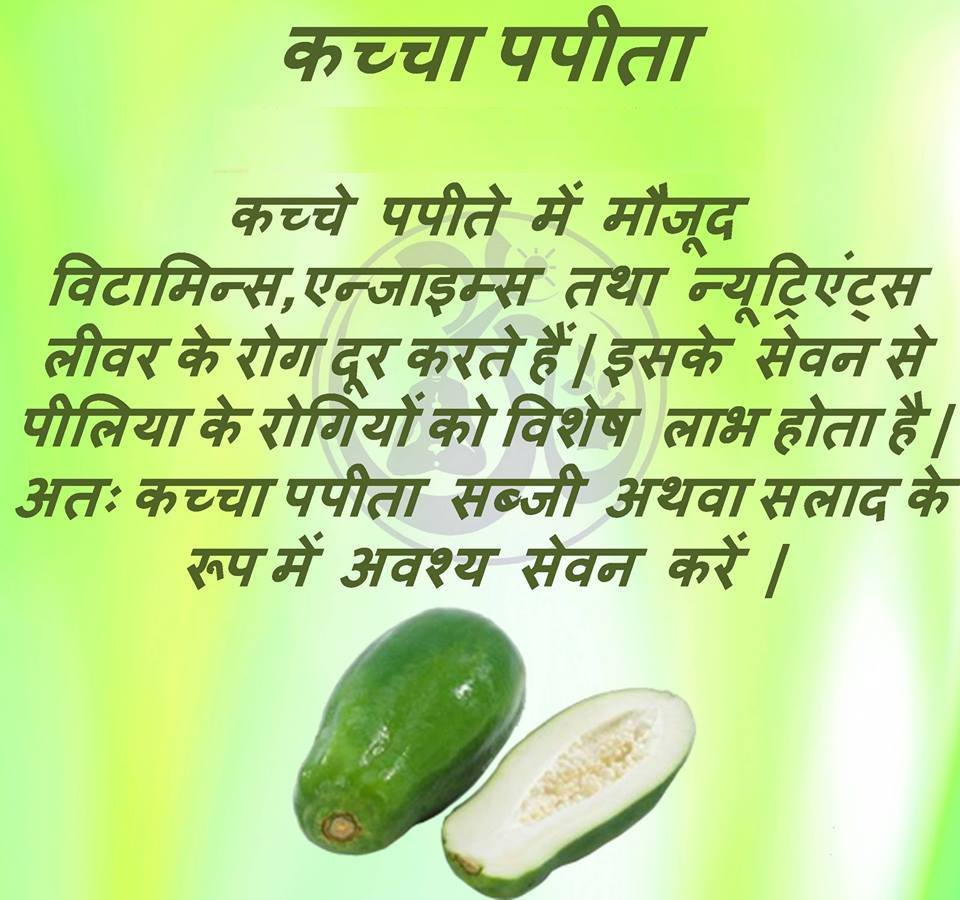 कच्चा पपीता
कच्चे पपीते में मौजूद
विटामिन्स,एन्जाइम्स तथा न्यूट्रिएंट्स
लीवर के रोग दूर करते हैं | इसके सेवन से
पीलिया के रोगियों को विशेष लाभ होता है |
अतः कच्चा पपीता सब्जी अथवा सलाद के
रूप में अवश्य सेवन करें |